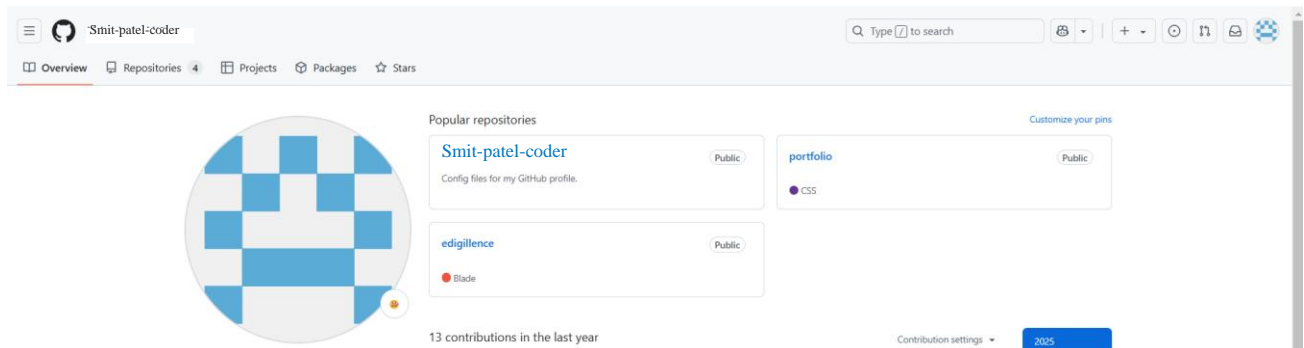 Smit-patel-coder
Type / to search
Overview Repositories 4 Projects Packages Stars
Popular repositories
Customize your pins
Smit-patel-coder Public
Config files for my GitHub profile.
portfolio Public
CSS
edigillence Public
Blade
13 contributions in the last year
Contribution settings
2025